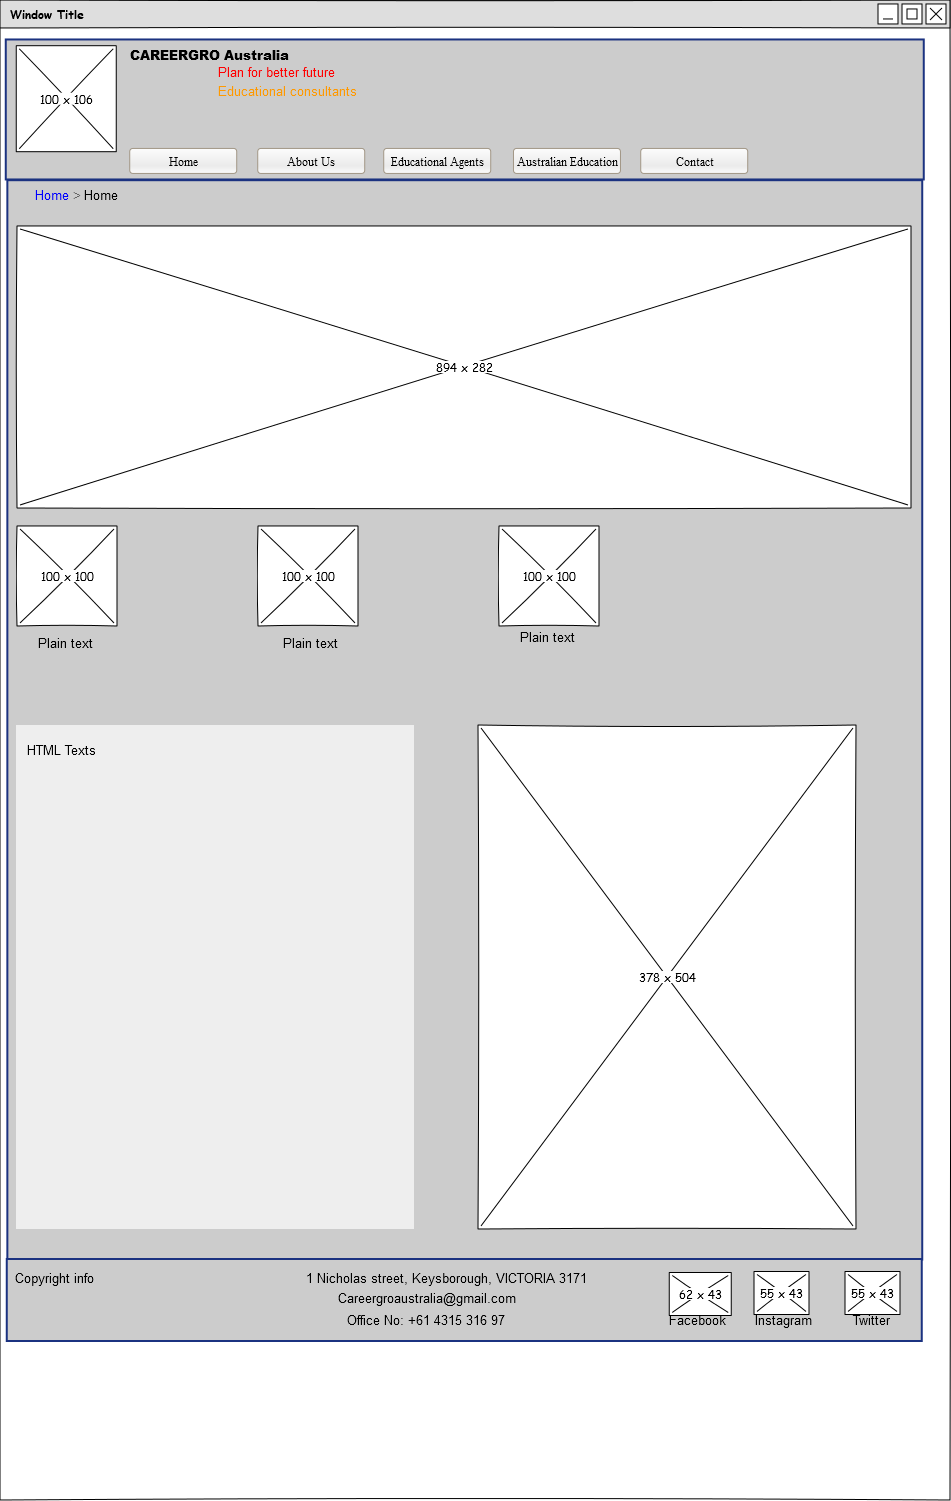 Window Title
CAREERGRO Australia
Plan for better future
Educational consultants
100 x 106
Home
About Us
Educational Agents
Australian Education
Contact
Home > Home
894 x 282
100 x 100
100 x 100
100 x 100
Plain text
Plain text
Plain text
HTML Texts
378 x 504
Copyright info
1 Nicholas street, Keysborough, VICTORIA 3171
Careergroaustralia@gmail.com
Office No: +61 4315 316 97
62 x 43
55 x 43
55 x 43
Facebook
Instagram
Twitter